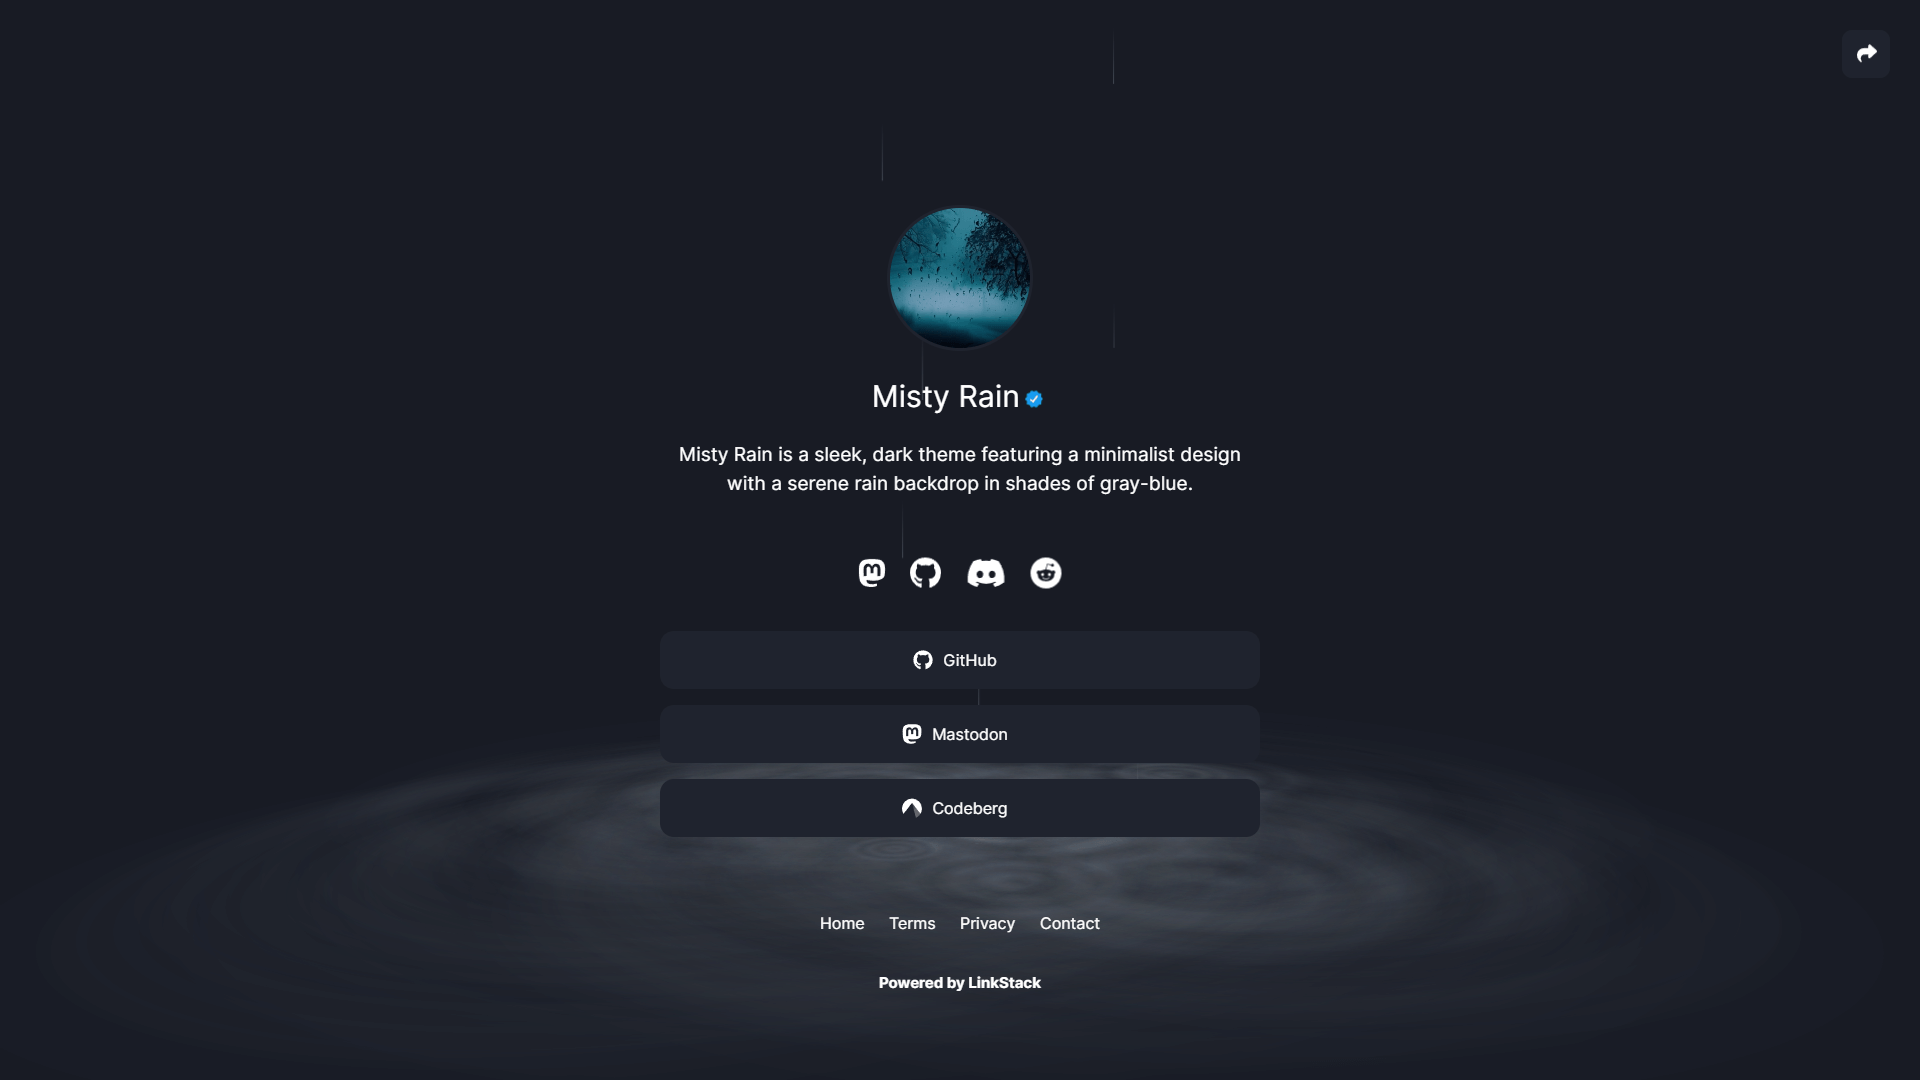 Misty Rain
Misty Rain is a sleek, dark theme featuring a minimalist design
with a serene rain backdrop in shades of gray-blue.
GitHub
Mastodon
Codeberg
Home Terms Privacy Contact
Powered by LinkStack